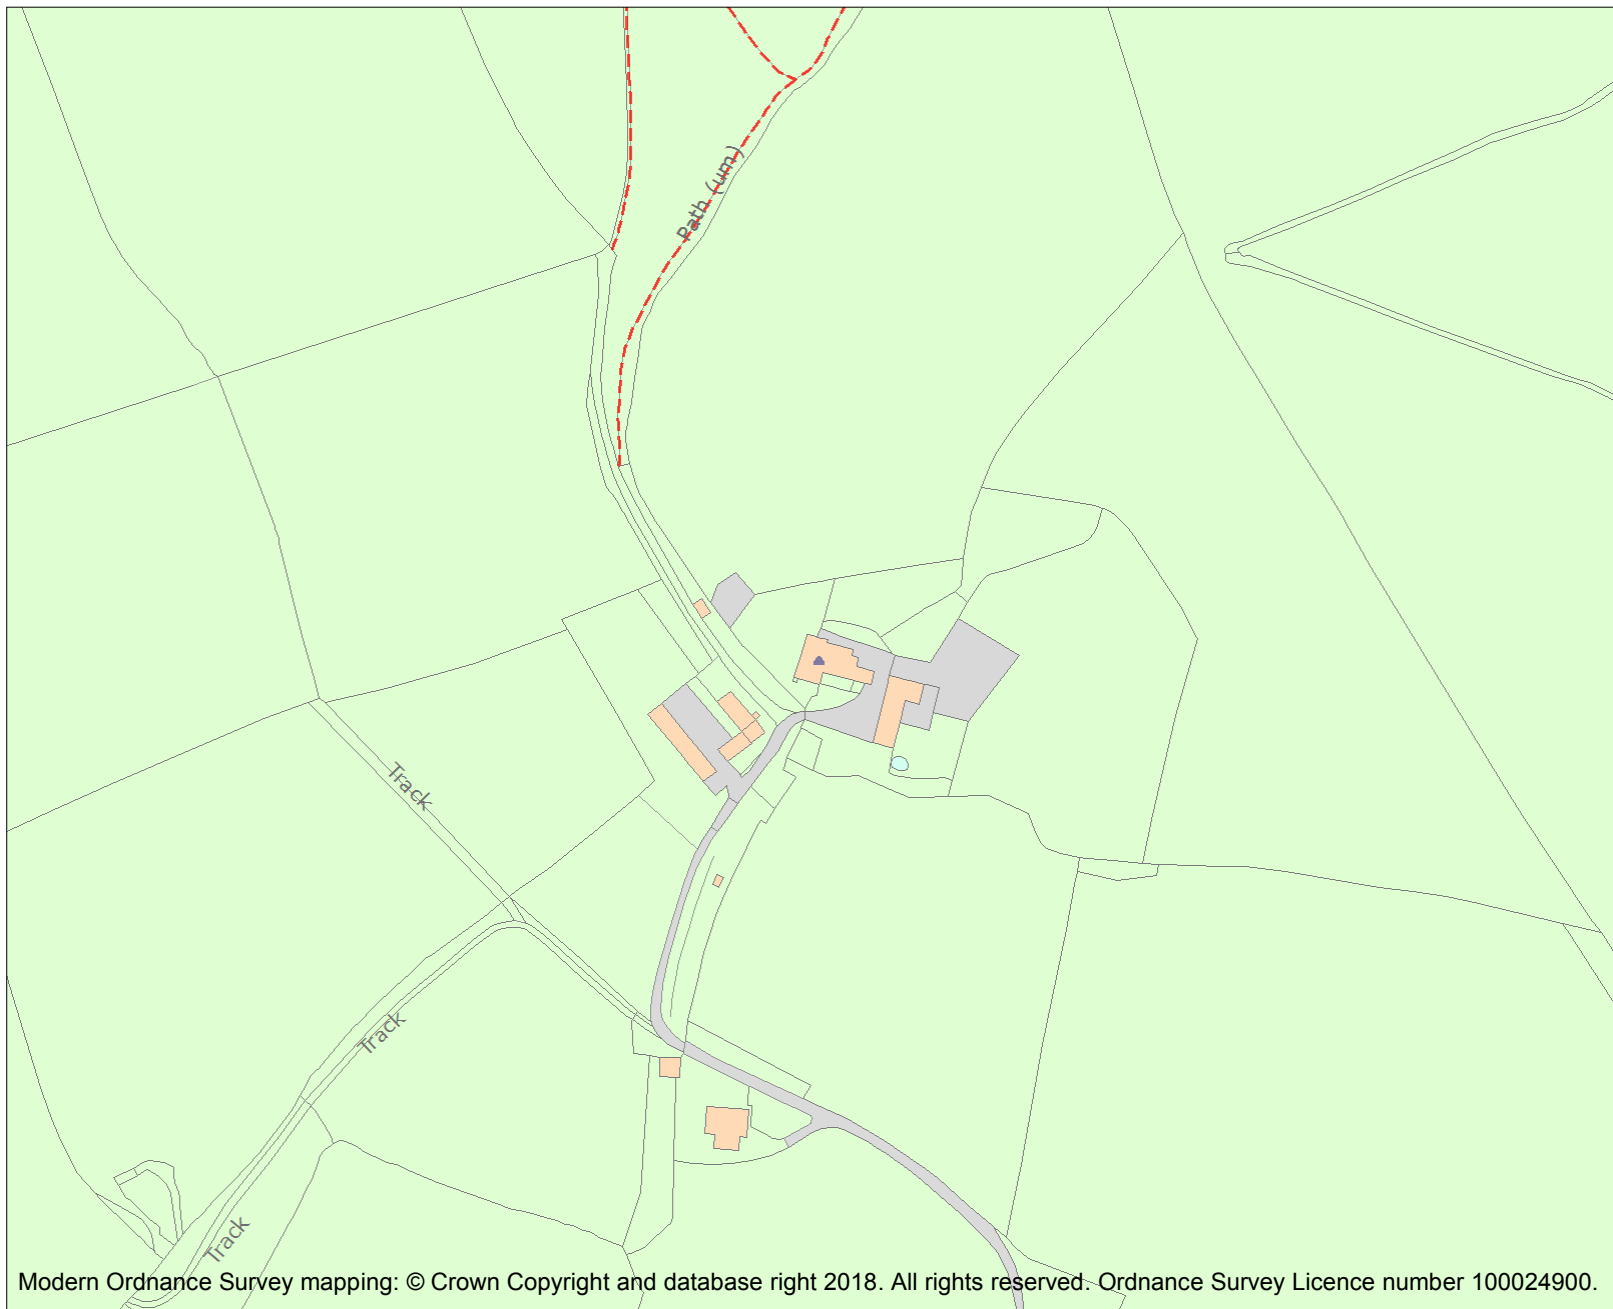 Path (um)
Track
Track
Track
Modern Ordnance Survey mapping: © Crown Copyright and database right 2018. All rights reserved. Ordnance Survey Licence number 100024900.